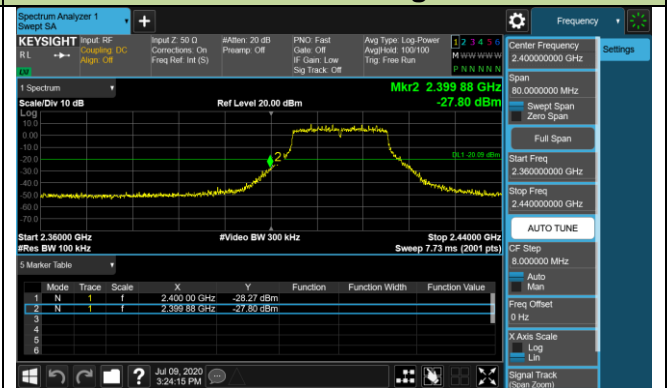 Spectrum Analyzer 1
Swept SA
Frequency
KEYSIGHT
RL
Input: RF
Coupling: DC
Align: Off
Input Z: 50 Ω
Corrections: On
Freq Ref: Int (S)
#Atten: 20 dB
Preamp: Off
PNO: Fast
Gate: Off
IF Gain: Low
Sig Track: Off
Avg Type: Log-Power
Avg|Hold: 100/100
Trig: Free Run
1 2 3 4 5 6
M W W W W W
P N N N N N
Center Frequency
2.400000000 GHz
Settings
Span
80.0000000 MHz
Swept Span
Zero Span
Full Span
Start Freq
2.360000000 GHz
Stop Freq
2.440000000 GHz
AUTO TUNE
CF Step
8.000000 MHz
Auto
Man
Freq Offset
0 Hz
X Axis Scale
Log
Lin
Signal Track
(Span Zoom)
1 Spectrum
Mkr2 2.399 88 GHz
Scale/Div 10 dB
Ref Level 20.00 dBm
-27.80 dBm
Log
10.0
0.00
-10.0
-20.0
-30.0
-40.0
-50.0
-60.0
-70.0
2
DL1 -20.05 dBm
Start 2.36000 GHz
#Video BW 300 kHz
Stop 2.44000 GHz
#Res BW 100 kHz
Sweep 7.73 ms (2001 pts)
5 Marker Table
Mode Trace Scale X Y Function Function Width Function Value
1 N 1 f 2.400 00 GHz -28.27 dBm
2 N 1 f 2.399 88 GHz -27.80 dBm
3
4
5
6
?
Jul 09, 2020
3:24:15 PM